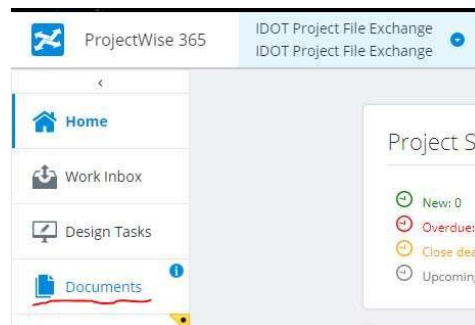 ProjectWise 365
IDOT Project File Exchange
IDOT Project File Exchange
Home
Work Inbox
Design Tasks
Documents
Project S
New: 0
Overdue:
Close dea
Upcoming